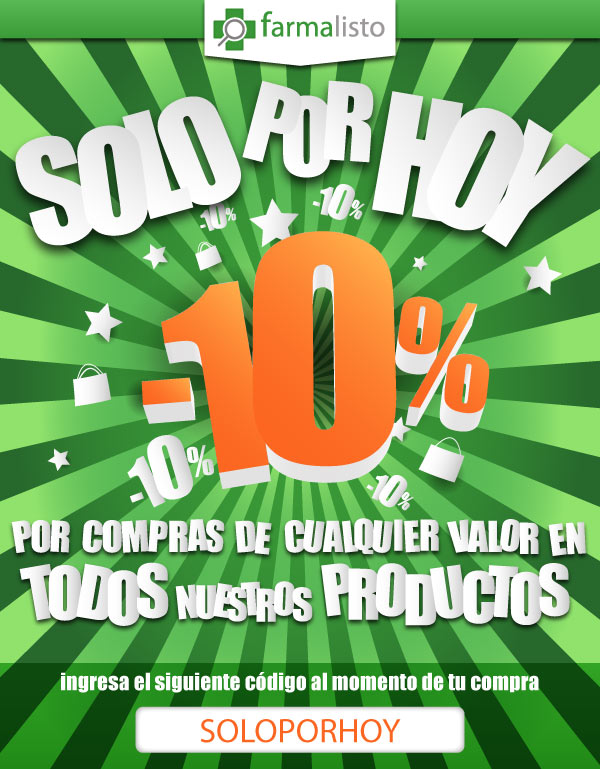 farmalisto
SOLO POR HOY
-10% -10%
-10%
-10% -10%
POR COMPRAS DE CUALQUIER VALOR EN
TODOS NUESTROS PRODUCTOS
ingresa el siguiente código al momento de tu compra
SOLOPORHOY